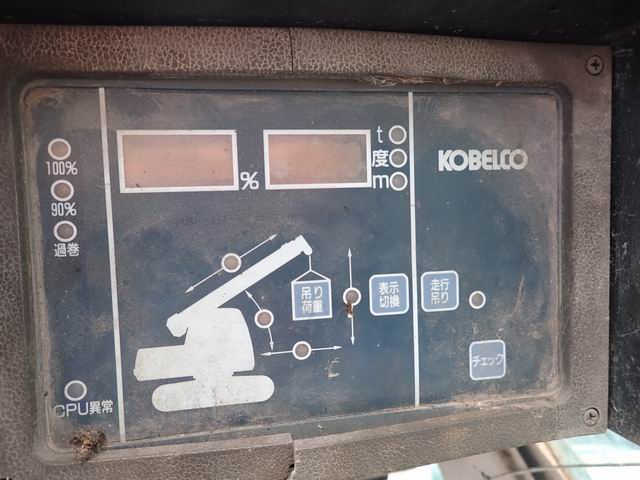 100%
90%
過巻
CPU異常
%
t
度
m
吊り
荷重
表示
切換
KOBELCO
走行
吊り
チェック